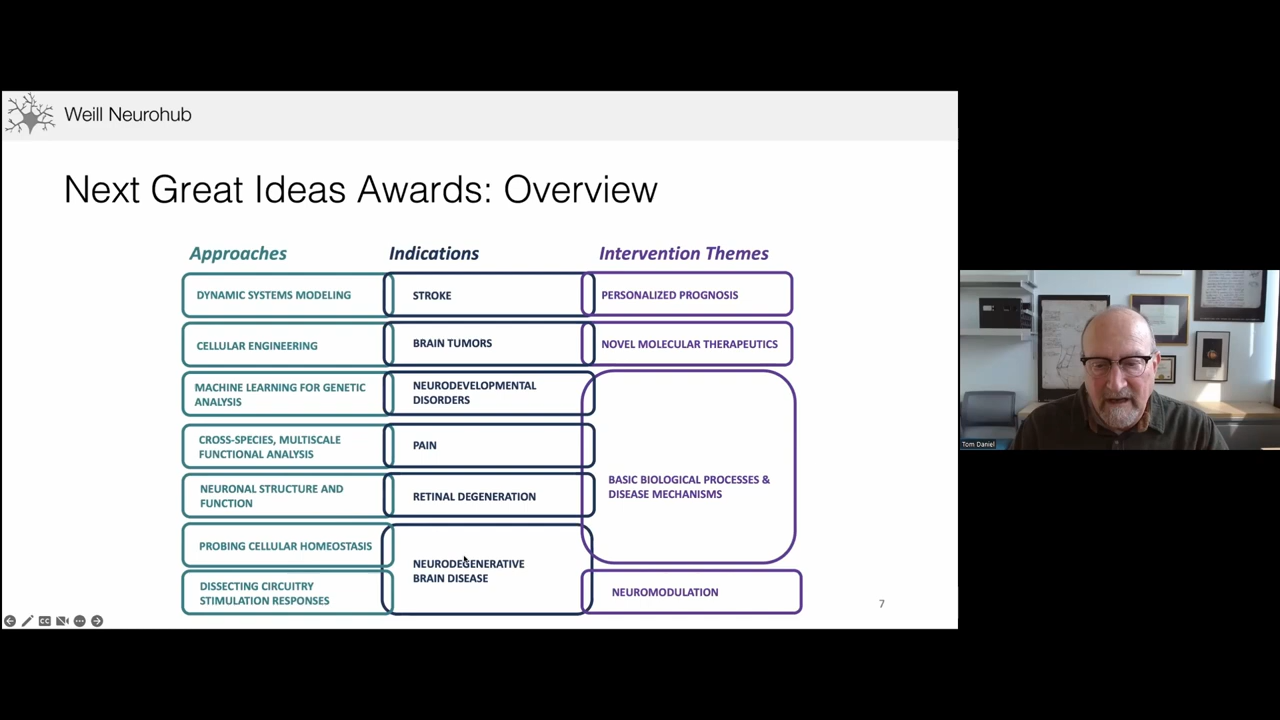 Weill Neurohub
Next Great Ideas Awards: Overview
Approaches
Indications
Intervention Themes
DYNAMIC SYSTEMS MODELING
STROKE
PERSONALIZED PROGNOSIS
CELLULAR ENGINEERING
BRAIN TUMORS
NOVEL MOLECULAR THERAPEUTICS
MACHINE LEARNING FOR GENETIC
ANALYSIS
NEURODEVELOPMENTAL
DISORDERS
CROSS-SPECIES, MULTISCALE
FUNCTIONAL ANALYSIS
PAIN
BASIC BIOLOGICAL PROCESSES &
DISEASE MECHANISMS
NEURONAL STRUCTURE AND
FUNCTION
RETINAL DEGENERATION
PROBING CELLULAR HOMEOSTASIS
NEURODEGENERATIVE
BRAIN DISEASE
DISSECTING CIRCUITRY
STIMULATION RESPONSES
NEUROMODULATION
7
CC
Tom Daniel